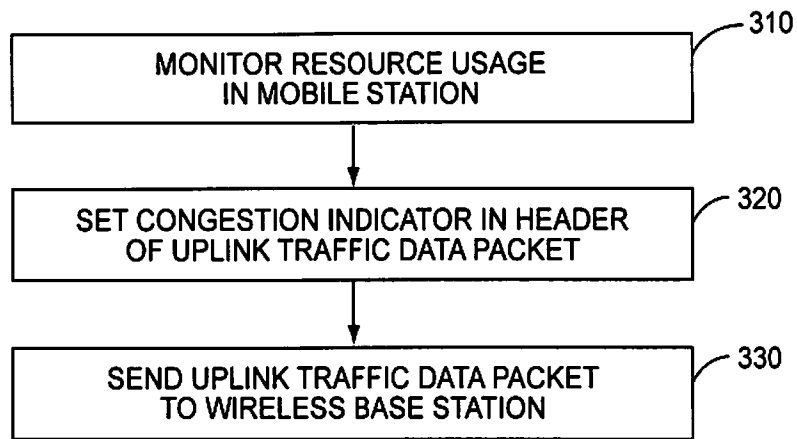 310
MONITOR RESOURCE USAGE
IN MOBILE STATION
320
SET CONGESTION INDICATOR IN HEADER
OF UPLINK TRAFFIC DATA PACKET
330
SEND UPLINK TRAFFIC DATA PACKET
TO WIRELESS BASE STATION